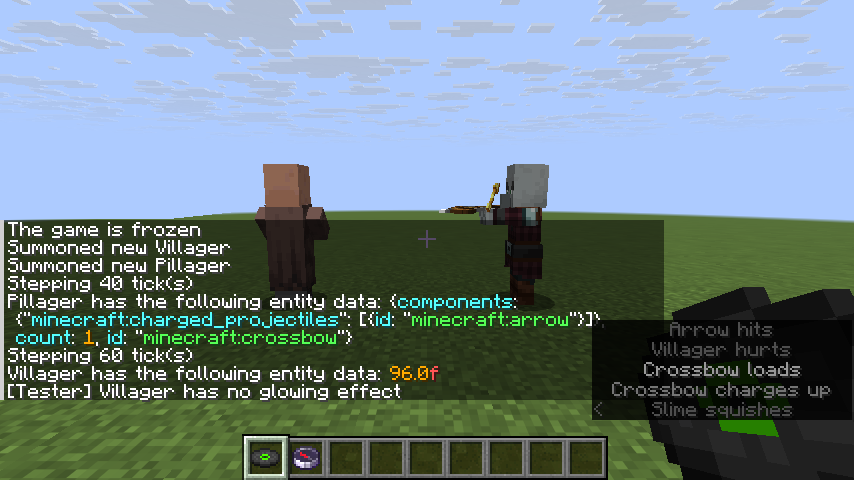 The game is frozen
Summoned new Villager
Summoned new Pillager
Stepping 40 tick(s)
Pillager has the following entity data: {components:
{"minecraft:charged_projectiles": [{id: "minecraft:arrow"}]},
count: 1, id: "minecraft:crossbow"}
Stepping 60 tick(s)
Villager has the following entity data: 96.0f
[Tester] Villager has no glowing effect
Arrow hits
Villager hurts
Crossbow loads
Crossbow charges up
< Slime squishes